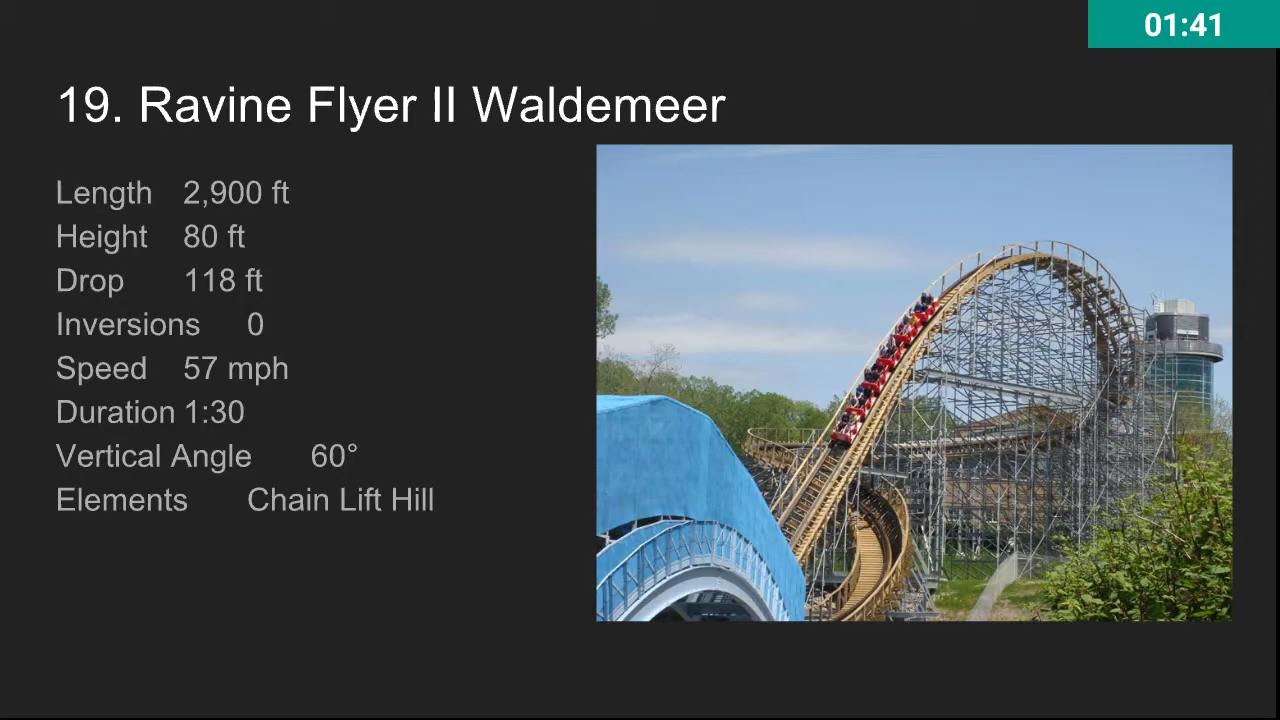 01:41
19. Ravine Flyer II Waldemeer
Length 2,900 ft
Height 80 ft
Drop 118 ft
Inversions 0
Speed 57 mph
Duration 1:30
Vertical Angle 60°
Elements Chain Lift Hill